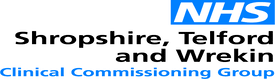 NHS
Shropshire, Telford
and Wrekin
Clinical Commissioning Group